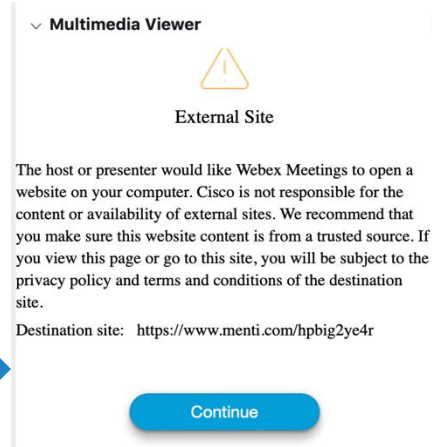 Multimedia Viewer
External Site
The host or presenter would like Webex Meetings to open a
website on your computer. Cisco is not responsible for the
content or availability of external sites. We recommend that
you make sure this website content is from a trusted source. If
you view this page or go to this site, you will be subject to the
privacy policy and terms and conditions of the destination
site.
Destination site: https://www.menti.com/hpbig2ye4r
Continue